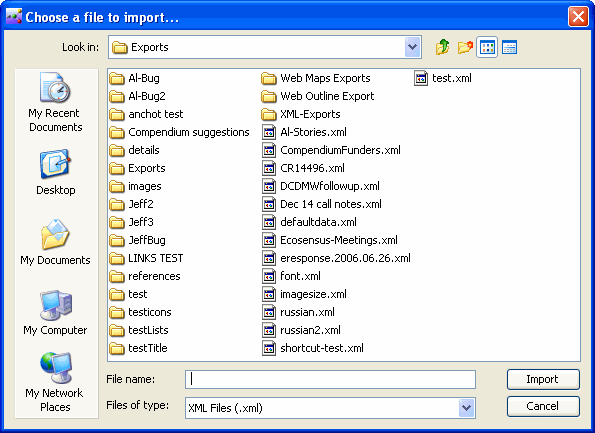 Choose a file to import...
Look in: Exports
My Recent
Documents
Desktop
My Documents
My Computer
My Network
Places
Al-Bug
Al-Bug2
anchot test
Compendium suggestions
details
Exports
images
Jeff2
Jeff3
JeffBug
LINKS TEST
references
test
testicons
testLists
testTitle
Web Maps Exports
Web Outline Export
XML-Exports
Al-Stories.xml
CompendiumFunders.xml
CR14496.xml
DCDMWfollowup.xml
Dec 14 call notes.xml
defaultdata.xml
Ecosensus-Meetings.xml
eresponse.2006.06.26.xml
font.xml
imagesize.xml
russian.xml
russian2.xml
shortcut-test.xml
test.xml
File name:
Import
Files of type: XML Files (.xml)
Cancel